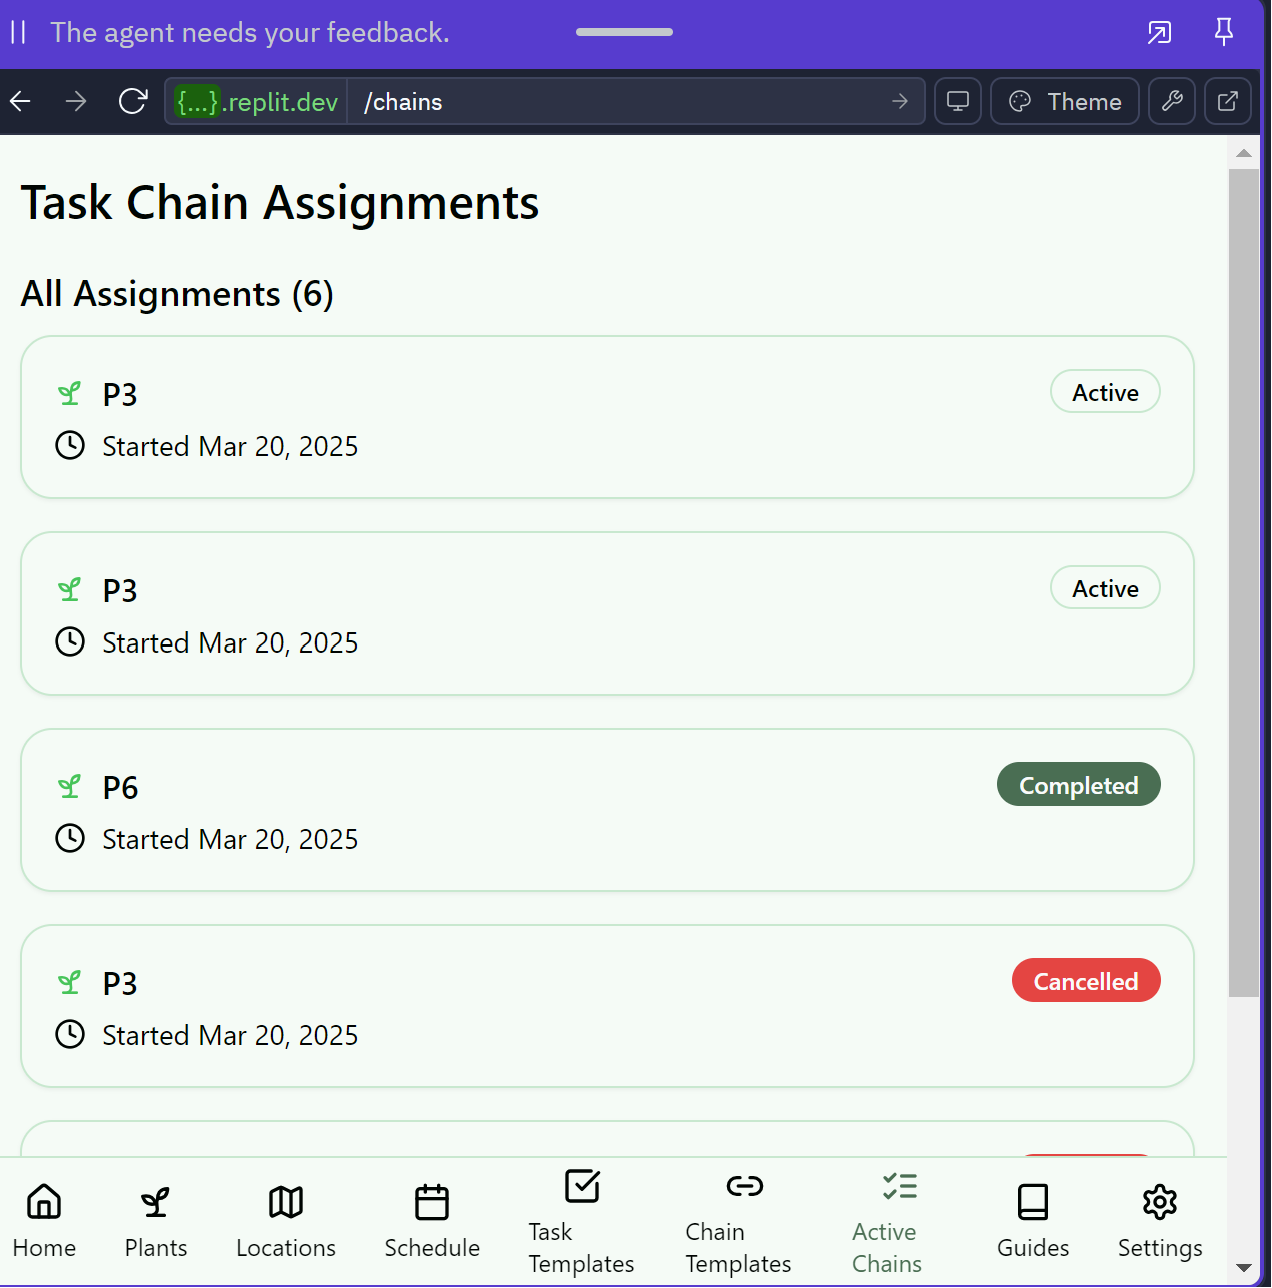 The agent needs your feedback.
{...}.replit.dev /chains Theme
Task Chain Assignments
All Assignments (6)
P3 Active
Started Mar 20, 2025
P3 Active
Started Mar 20, 2025
P6 Completed
Started Mar 20, 2025
P3 Cancelled
Started Mar 20, 2025
Home
Plants
Locations
Schedule
Task
Templates
Chain
Templates
Active
Chains
Guides
Settings